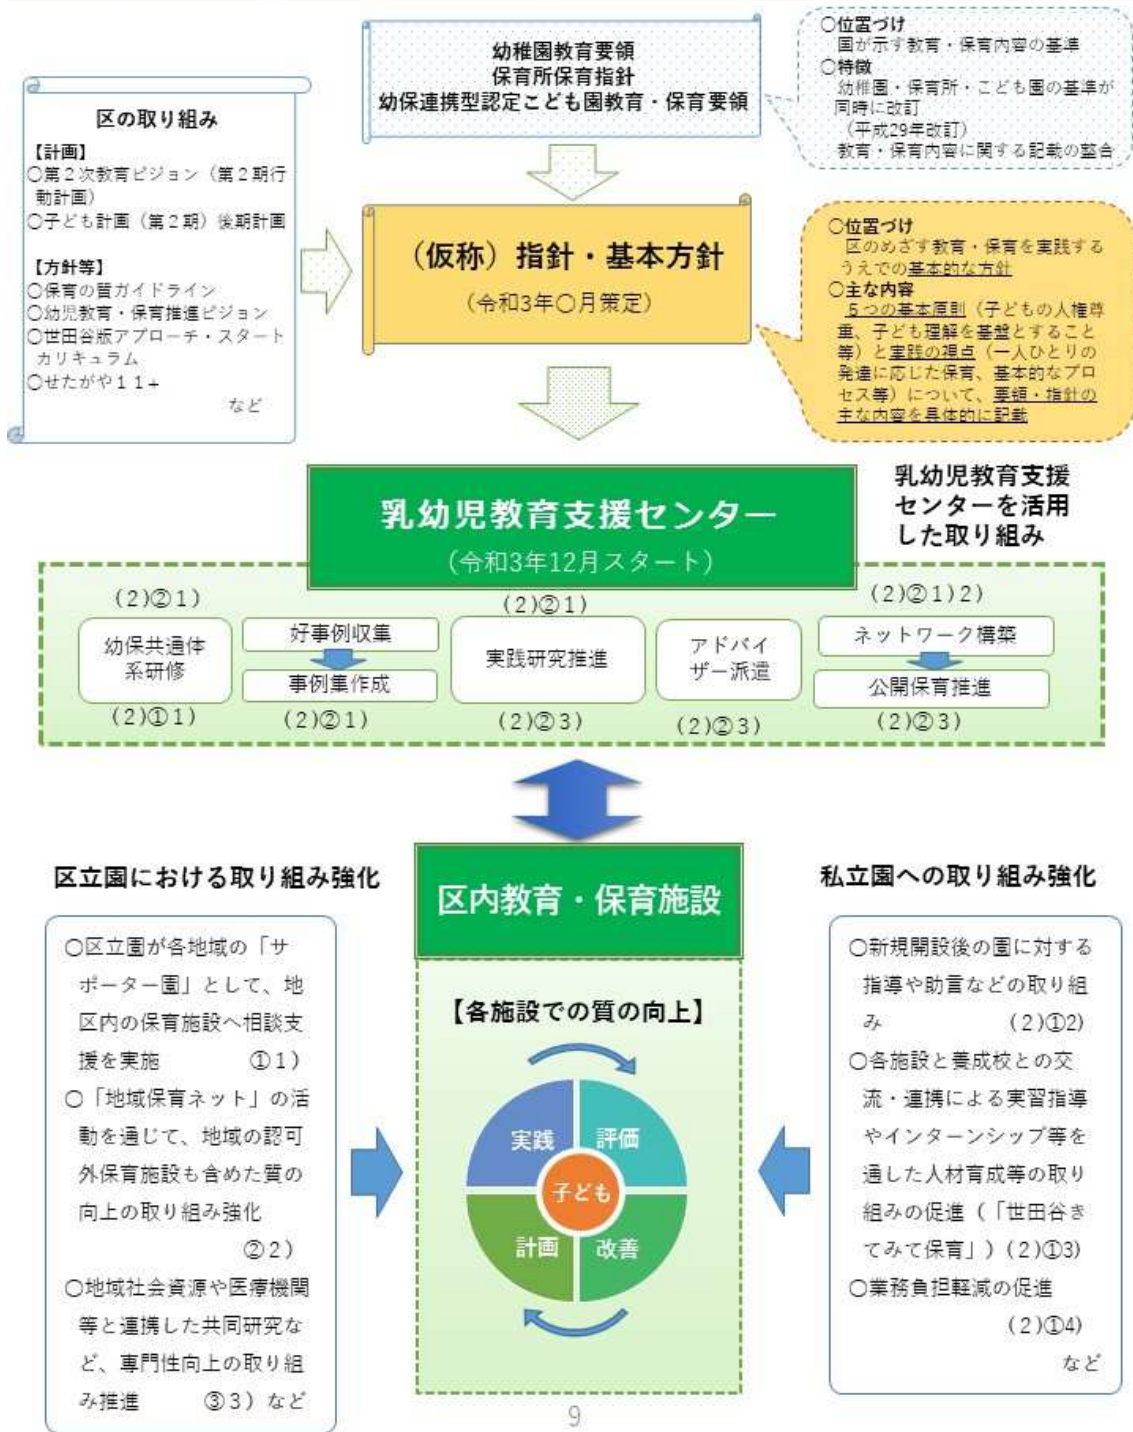 幼稚園教育要領
保育所保育指針
幼保連携型認定こども園教育・保育要領
○位置づけ
国が示す教育・保育内容の基準
○特徴
幼稚園・保育所・こども園の基準が
同時に改訂
（平成29年改訂）
教育・保育内容に関する記載の整合
区の取り組み
【計画】
○第２次教育ビジョン（第２期行
動計画）
○子ども計画（第２期）後期計画
【方針等】
○保育の質ガイドライン
○幼児教育・保育推進ビジョン
○世田谷版アプローチ・スタート
カリキュラム
○せたがや１１+
など
（仮称）指針・基本方針
（令和3年〇月策定）
○位置づけ
区のめざす教育・保育を実践する
うえでの基本的な方針
○主な内容
５つの基本原則（子どもの人権尊
重、子ども理解を基盤とすること
等）と実践の視点（一人ひとりの
発達に応じた保育、基本的なプロ
セス等）について、要領・指針の
主な内容を具体的に記載
乳幼児教育支援センター
（令和3年12月スタート）
乳幼児教育支援
センターを活用
した取り組み
(2)②1)
(2)②1)
(2)②1)2)
幼保共通体
系研修
好事例収集
事例集作成
実践研究推進
アドバイ
ザー派遣
ネットワーク構築
公開保育推進
(2)①1)
(2)②1)
(2)②3)
(2)②3)
(2)②3)
区立園における取り組み強化
○区立園が各地域の「サ
ポーター園」として、地
区内の保育施設へ相談支
援を実施 ①1)
○「地域保育ネット」の活
動を通じて、地域の認可
外保育施設も含めた質の
向上の取り組み強化
②2)
○地域社会資源や医療機関
等と連携した共同研究な
ど、専門性向上の取り組
み推進 ③3）など
区内教育・保育施設
【各施設での質の向上】
実践
評価
子ども
計画
改善
私立園への取り組み強化
○新規開設後の園に対する
指導や助言などの取り組
み (2)①2)
○各施設と養成校との交
流・連携による実習指導
やインターンシップ等を
通した人材育成等の取り
組みの促進（「世田谷き
てみて保育」）(2)①3)
○業務負担軽減の促進
(2)①4)
など
9